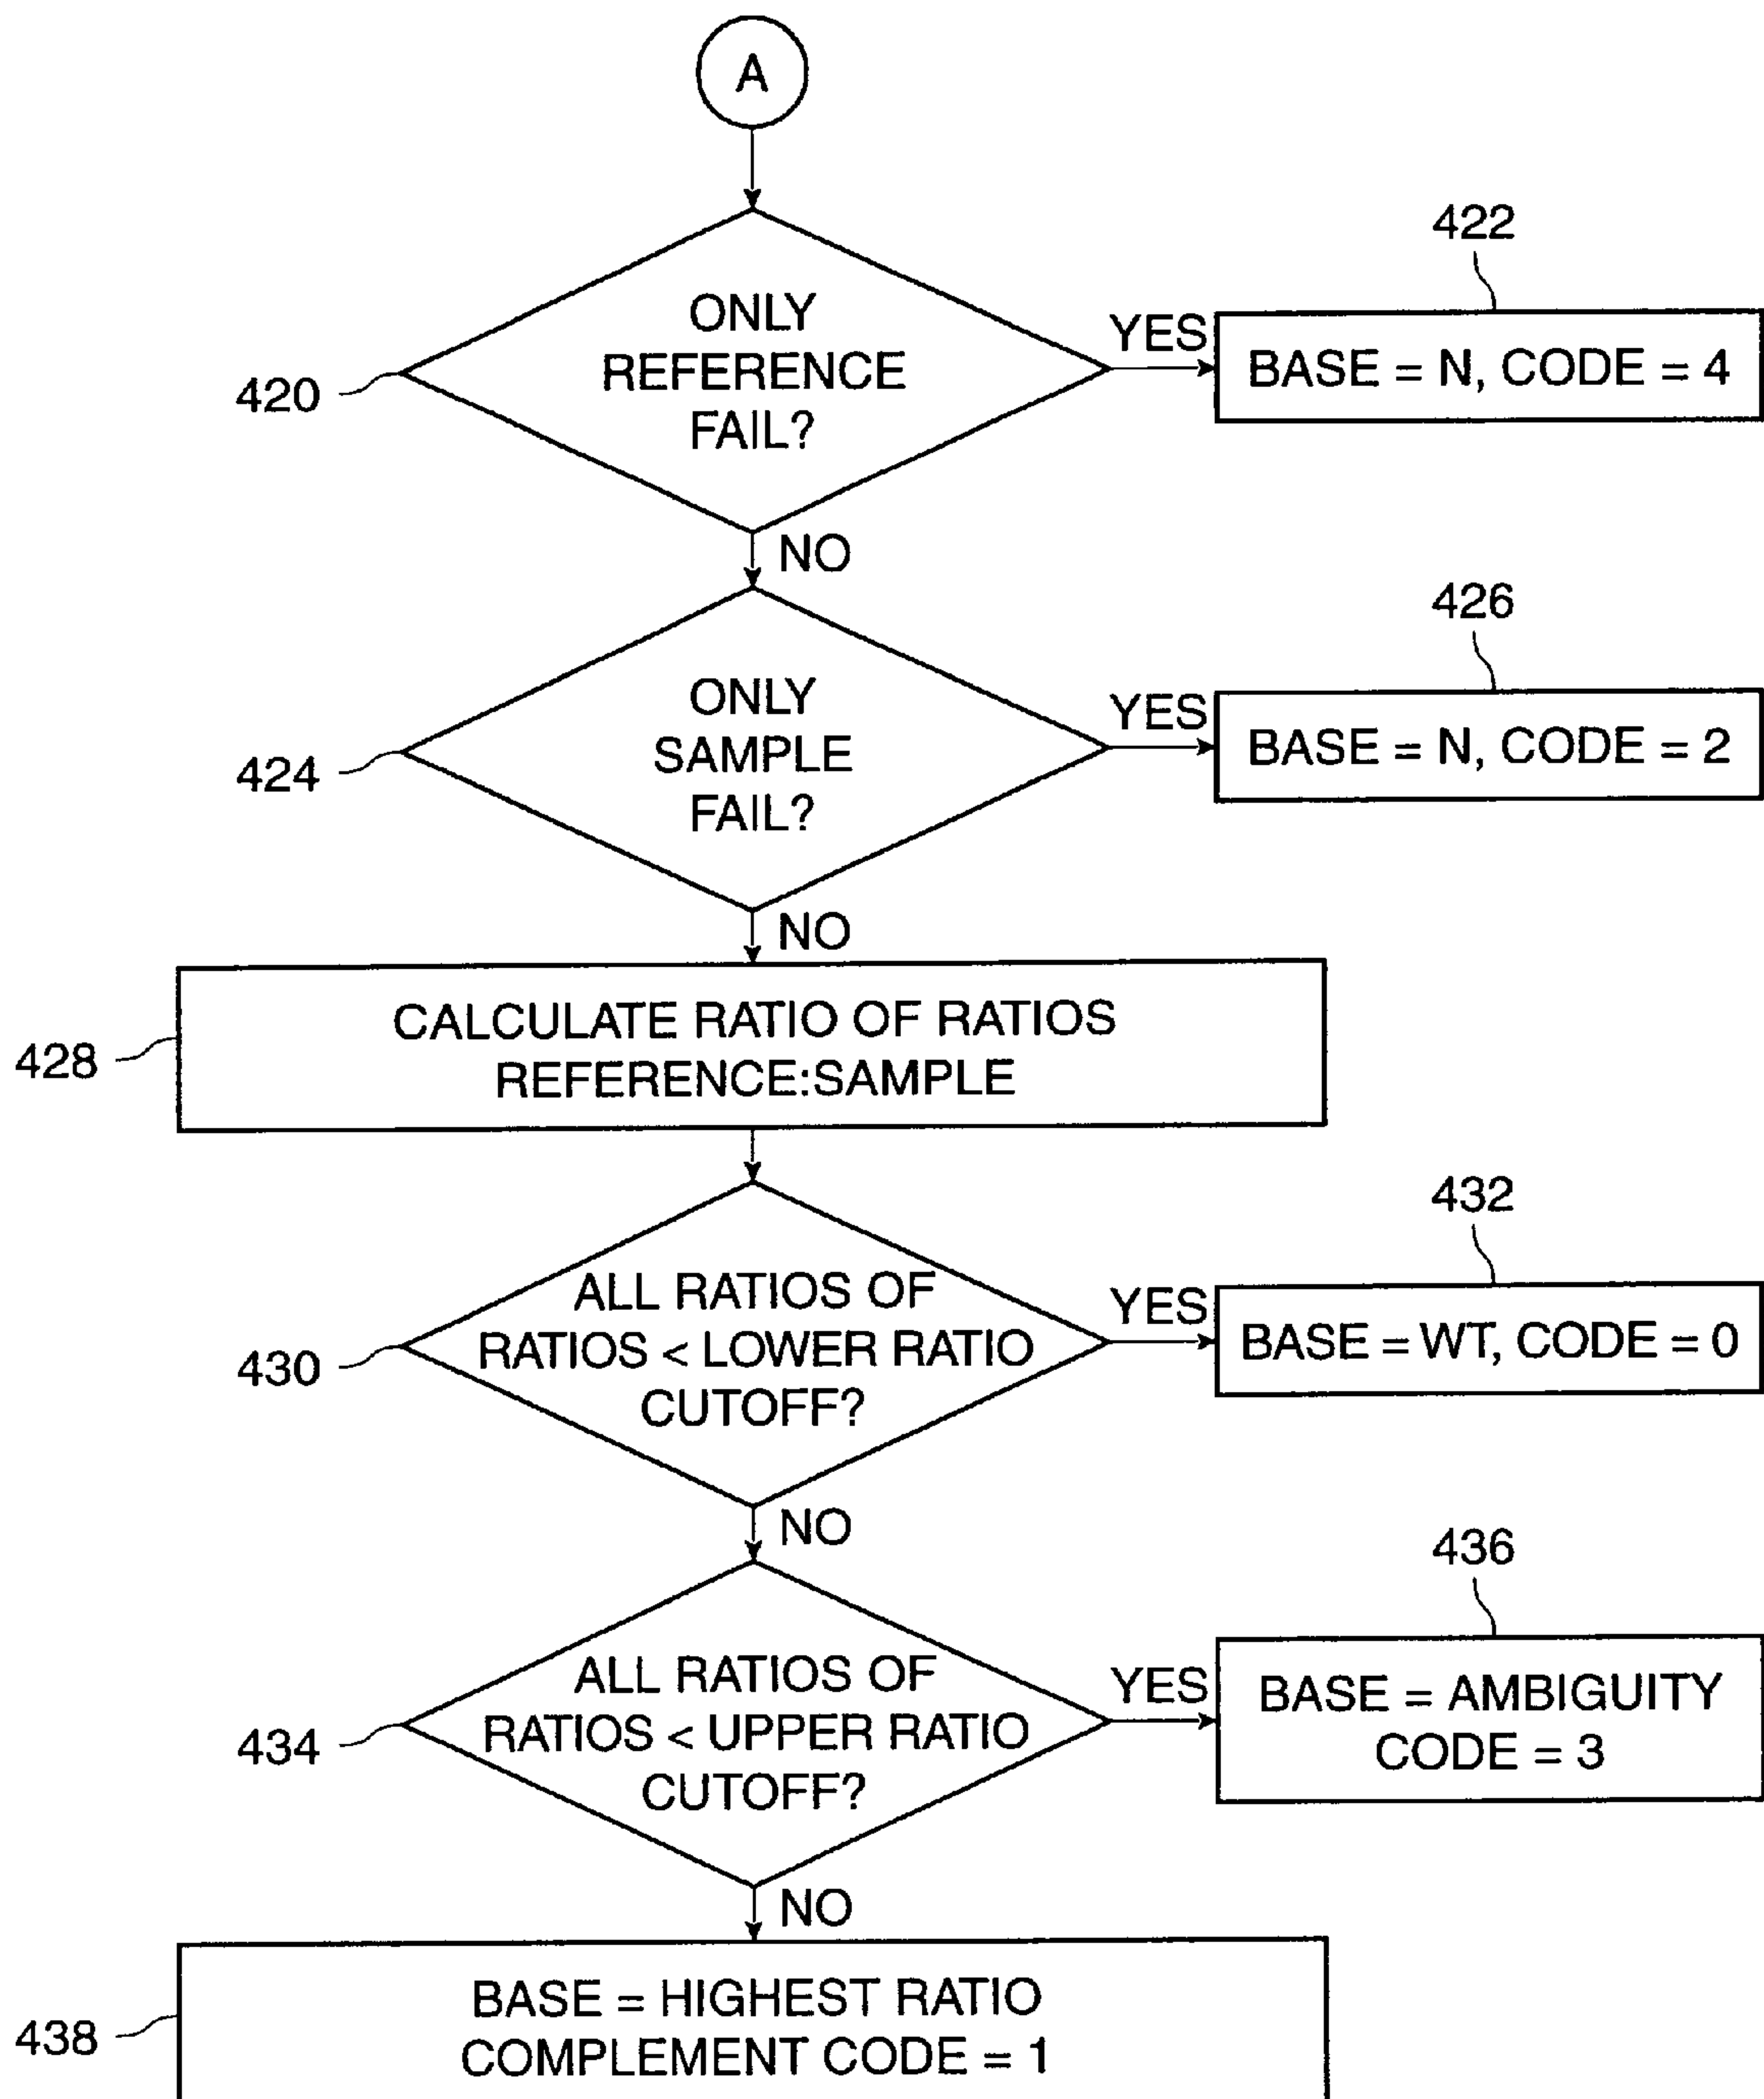 A
422
ONLY
REFERENCE
FAIL?
YES
BASE = N, CODE = 4
420
NO
426
ONLY
SAMPLE
FAIL?
YES
BASE = N, CODE = 2
424
NO
CALCULATE RATIO OF RATIOS
REFERENCE:SAMPLE
428
432
ALL RATIOS OF
RATIOS < LOWER RATIO
CUTOFF?
YES
BASE = WT, CODE = 0
430
NO
436
ALL RATIOS OF
RATIOS < UPPER RATIO
CUTOFF?
YES
BASE = AMBIGUITY
CODE = 3
434
NO
BASE = HIGHEST RATIO
COMPLEMENT CODE = 1
438